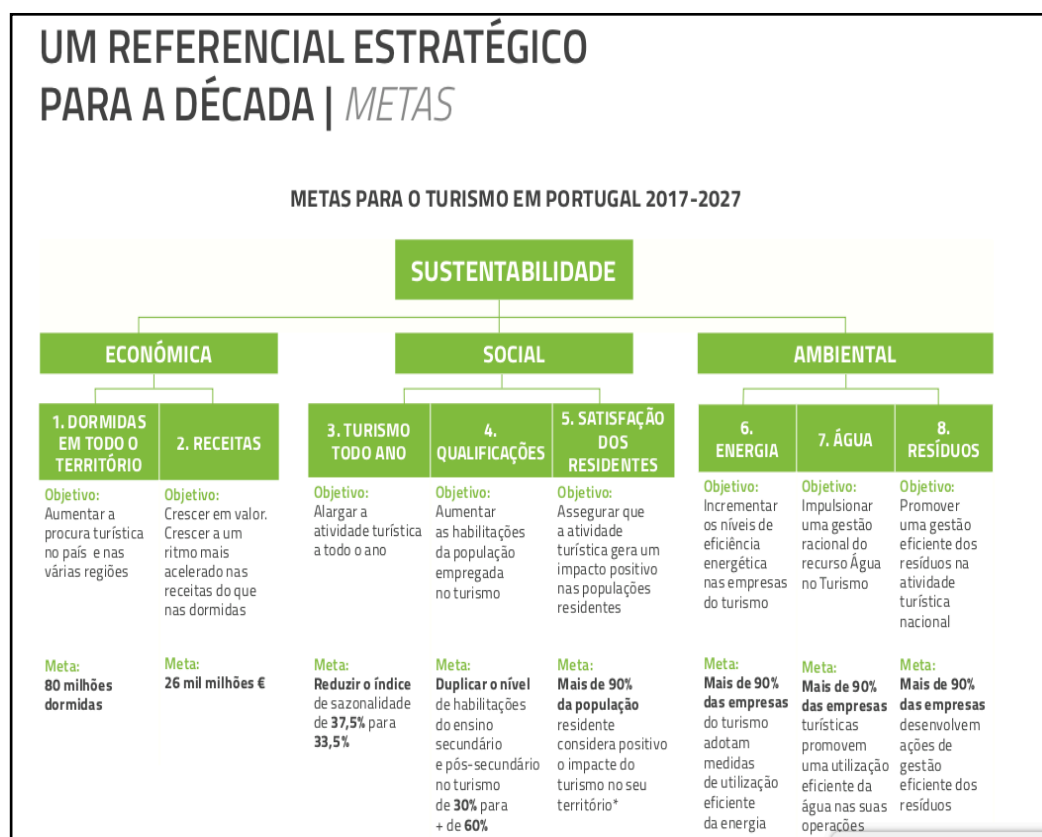 UM REFERENCIAL ESTRATÉGICO
PARA A DÉCADA | METAS
METAS PARA O TURISMO EM PORTUGAL 2017-2027
SUSTENTABILIDADE
ECONÓMICA
SOCIAL
AMBIENTAL
1. DORMIDAS
EM TODO O
TERRITÓRIO
Objetivo:
Aumentar a
procura turística
no país e nas
várias regiões
Meta:
80 milhões
dormidas
2. RECEITAS
Objetivo:
Crescer em valor.
Crescer a um
ritmo mais
acelerado nas
receitas do que
nas dormidas
Meta:
26 mil milhões €
3. TURISMO
TODO ANO
Objetivo:
Alargar a
atividade turística
a todo o ano
Meta:
Reduzir o índice
de sazonalidade
de 37,5% para
33,5%
4.
QUALIFICAÇÕES
Objetivo:
Aumentar
as habilitações
da população
empregada
no turismo
Meta:
Duplicar o nível
de habilitações
do ensino
secundário
e pós-secundário
no turismo
de 30% para
+ de 60%
5. SATISFAÇÃO
DOS
RESIDENTES
Objetivo:
Assegurar que
a atividade
turística gera um
impacto positivo
nas populações
residentes
Meta:
Mais de 90%
da população
residente
considera positivo
o impacte do
turismo no seu
território*
6.
ENERGIA
Objetivo:
Incrementar
os níveis de
eficiência
energética
nas empresas
do turismo
Meta:
Mais de 90%
das empresas
do turismo
adotam
medidas
de utilização
eficiente
da energia
7. ÁGUA
Objetivo:
Impulsionar
uma gestão
racional do
recurso Água
no Turismo
Meta:
Mais de 90%
das empresas
turísticas
promovem
uma utilização
eficiente da
água nas suas
operações
8.
RESÍDUOS
Objetivo:
Promover
uma gestão
eficiente dos
resíduos na
atividade
turística
nacional
Meta:
Mais de 90%
das empresas
desenvolvem
ações de
gestão
eficiente dos
resíduos